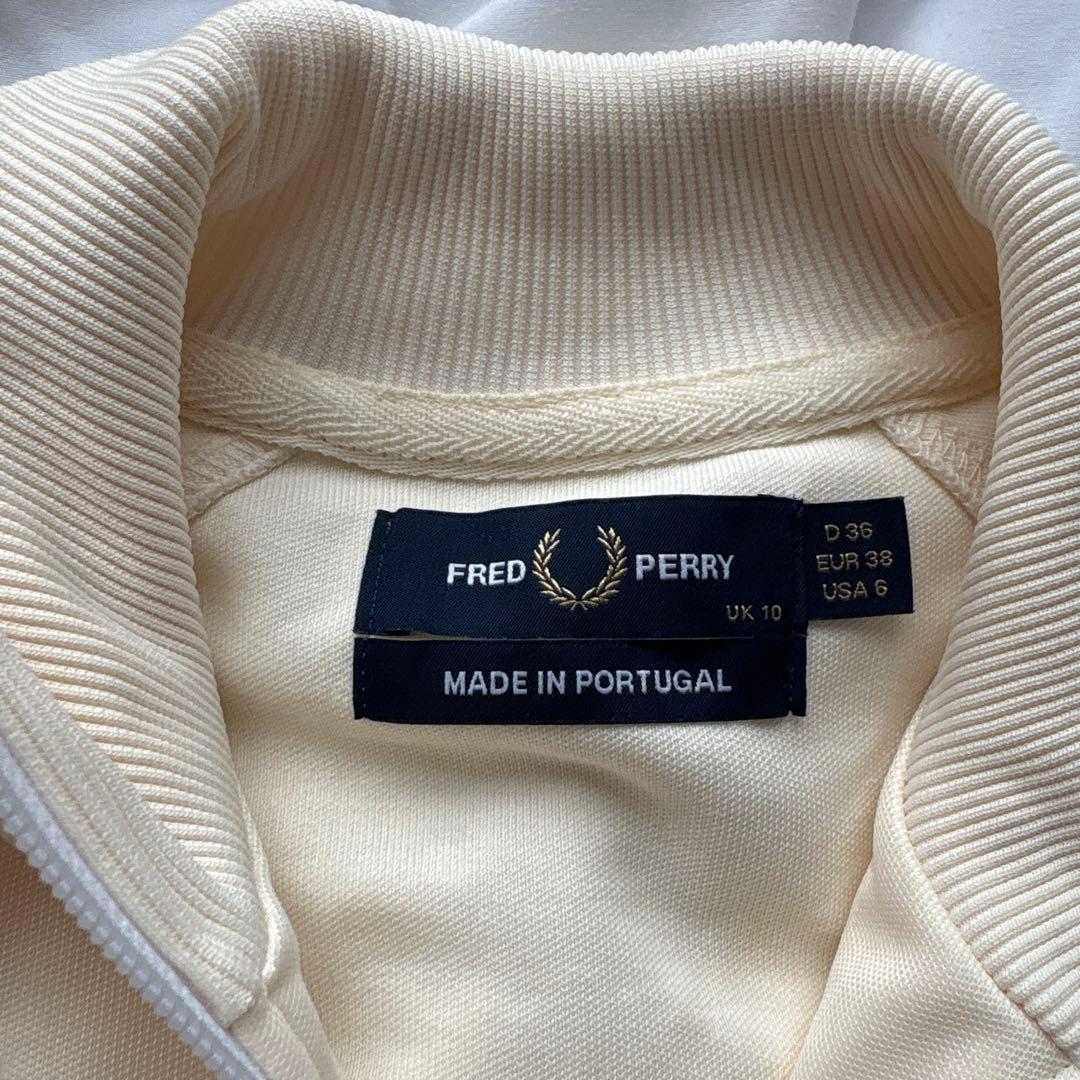 FRED PERRY
UK 10
MADE IN PORTUGAL
D 36
EUR 38
USA 6